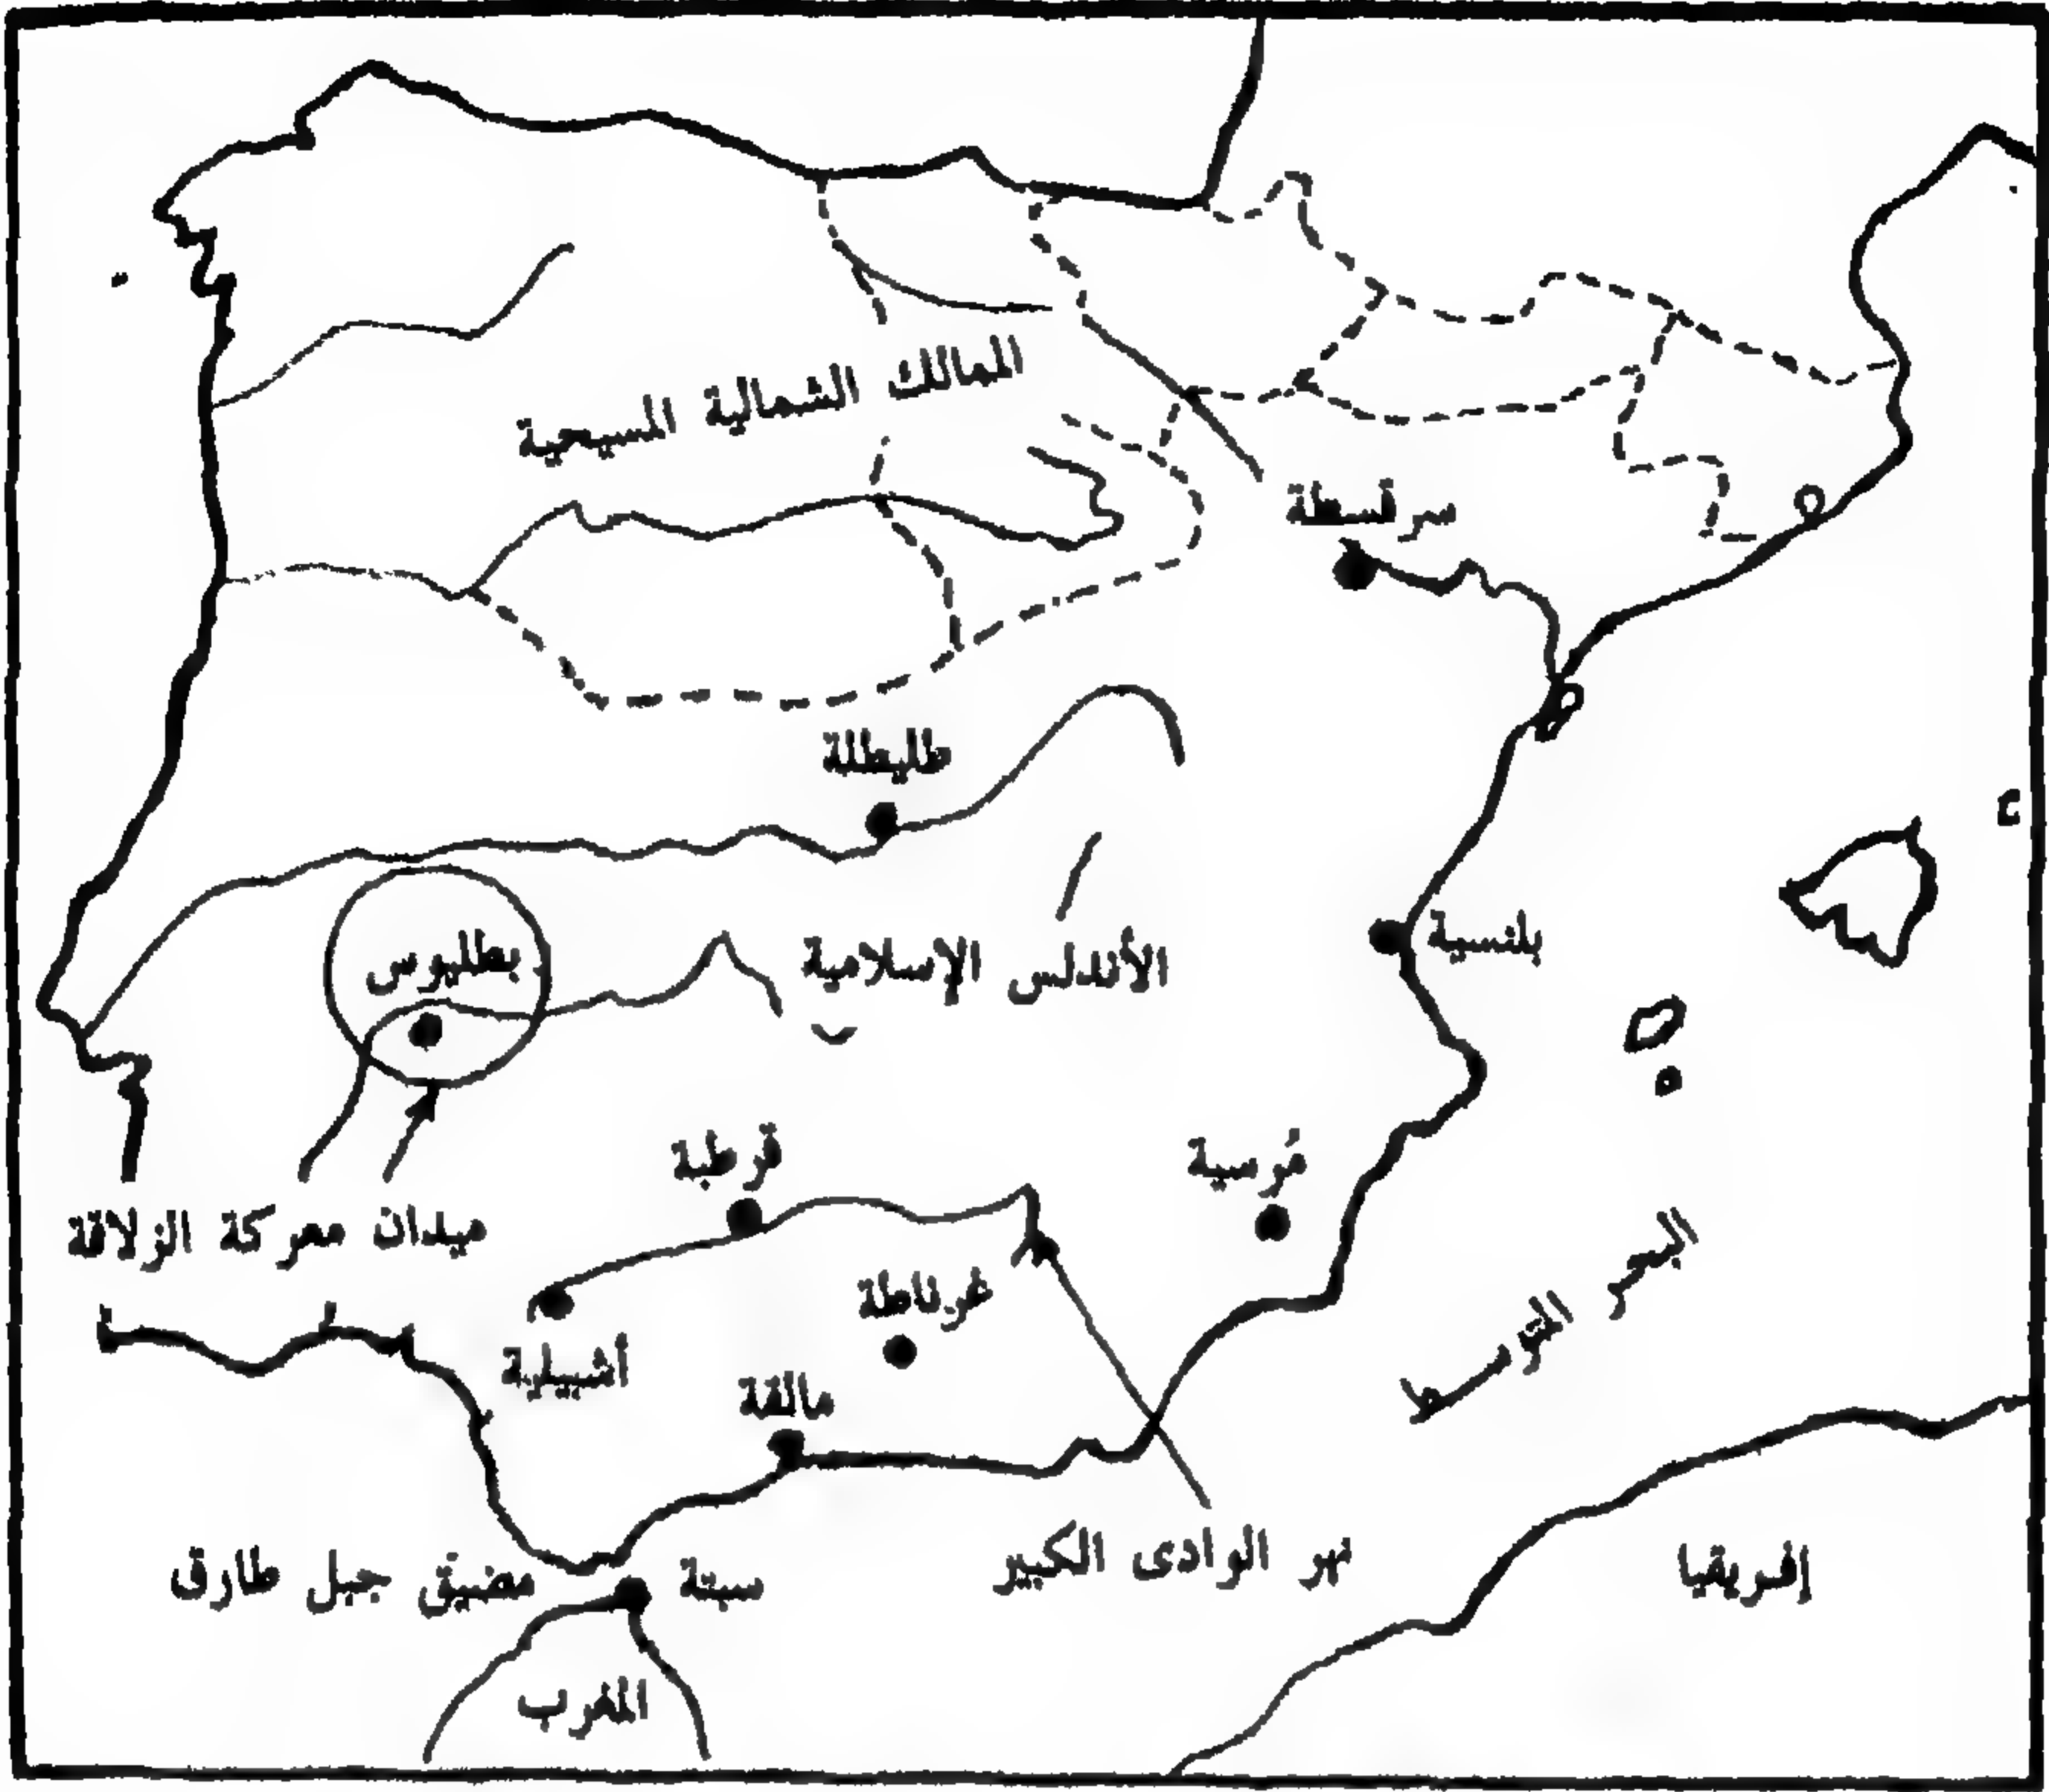 الممالك الشمالية المسيحية
سرقسطة
طليطلة
بطليوس
الأندلس الإسلامية
بلنسية
قرطبة
مُرسية
ميدان معركة الزلاقة
غرناطة
البحر المتوسط
أشبيلية
مالقة
مضيق جبل طارق
سبتة
نهر الوادى الكبير
إفريقيا
المغرب